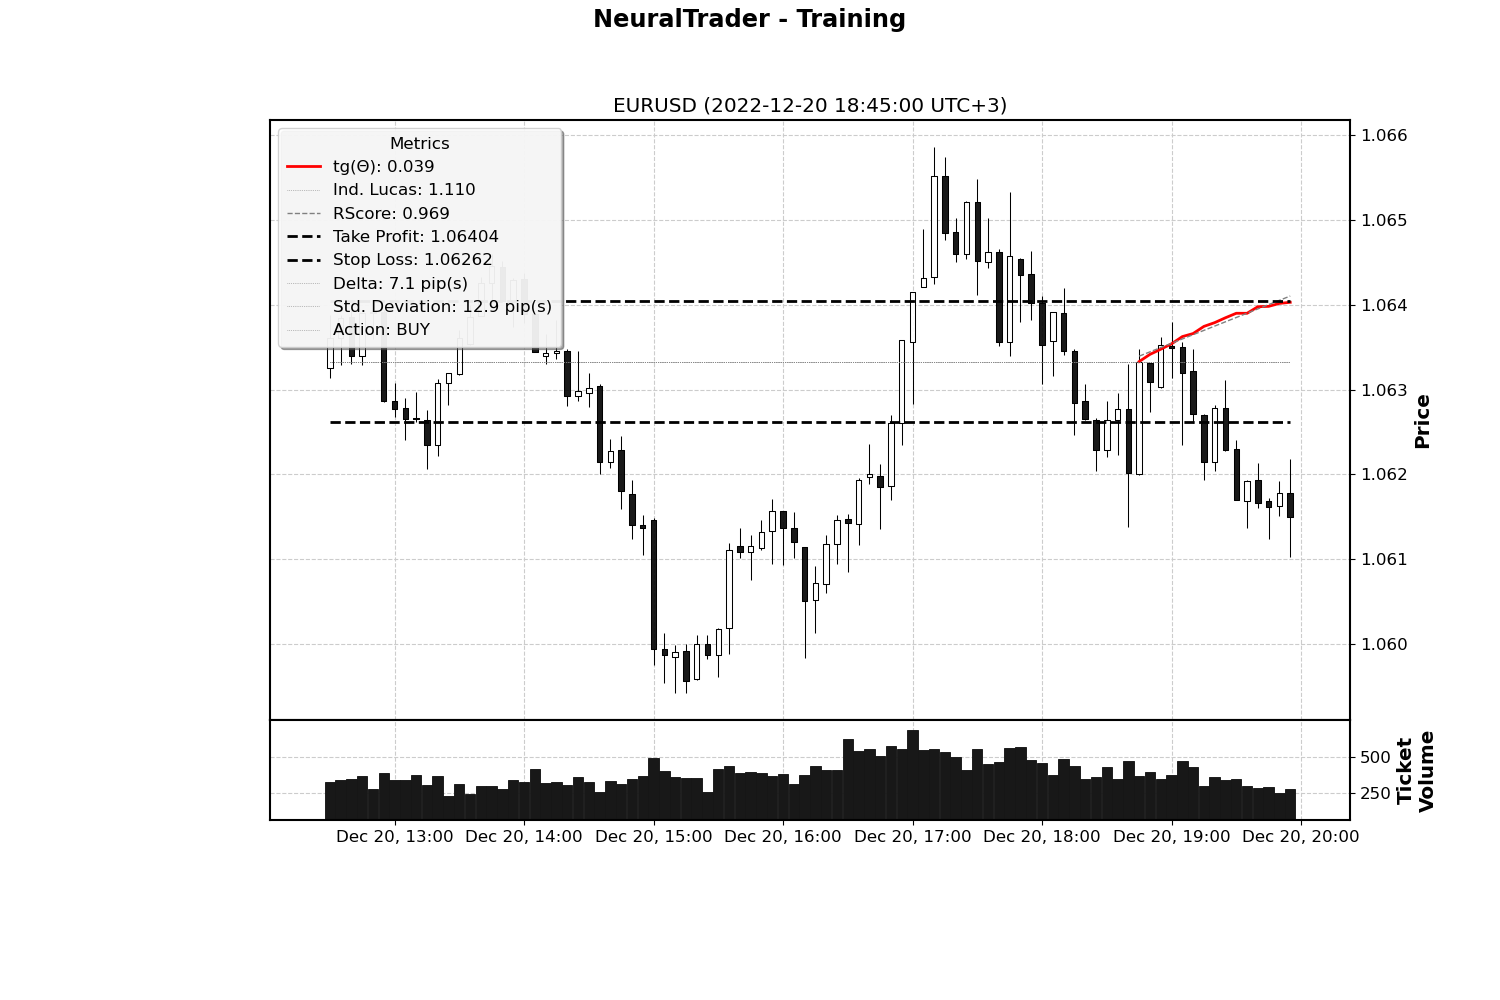 NeuralTrader - Training
EURUSD (2022-12-20 18:45:00 UTC+3)
Metrics
tg(Θ): 0.039
Ind. Lucas: 1.110
RScore: 0.969
Take Profit: 1.06404
Stop Loss: 1.06262
Delta: 7.1 pip(s)
Std. Deviation: 12.9 pip(s)
Action: BUY
1.066
1.065
1.064
1.063
1.062
1.061
1.060
Price
500
250
Ticket
Volume
Dec 20, 13:00 Dec 20, 14:00 Dec 20, 15:00 Dec 20, 16:00 Dec 20, 17:00 Dec 20, 18:00 Dec 20, 19:00 Dec 20, 20:00